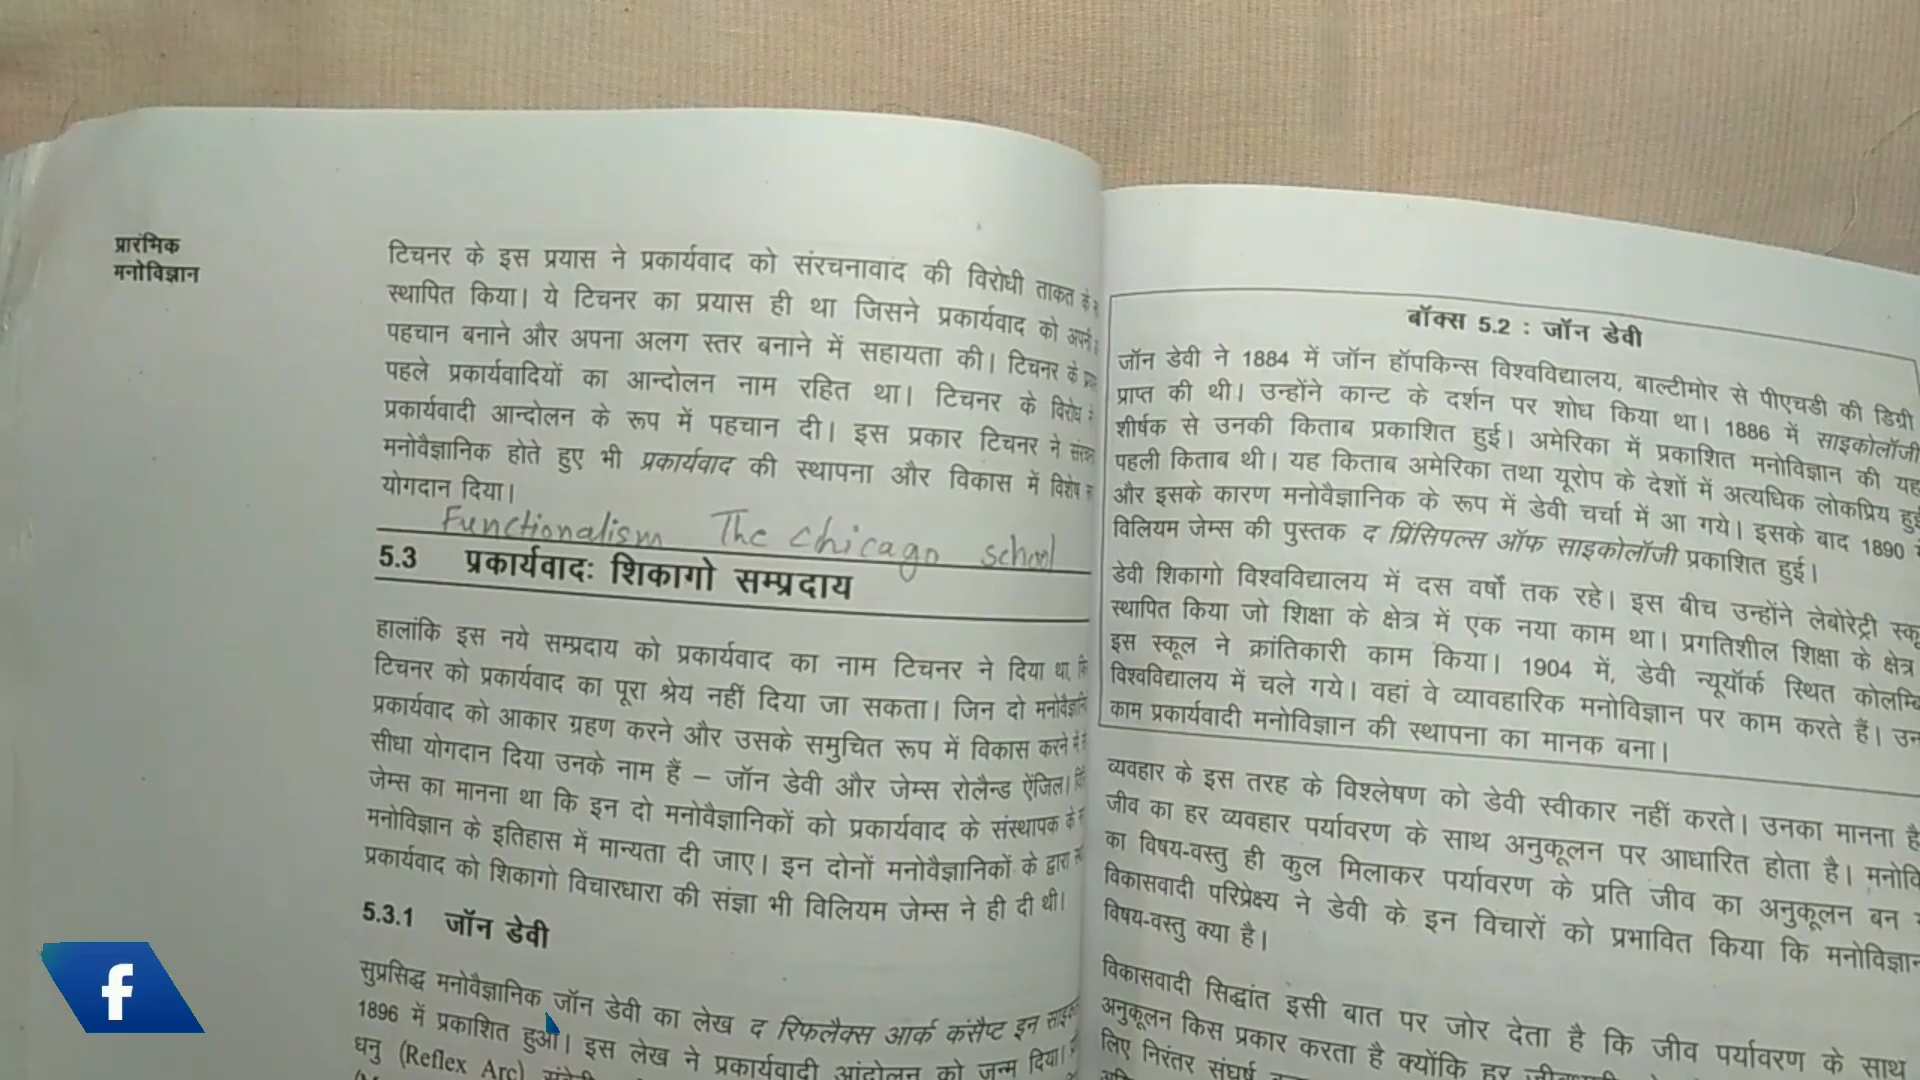 प्रारंभिक
मनोविज्ञान
टिचनर के इस प्रयास ने प्रकार्यवाद को संरचनावाद की विरोधी ताकत के
स्थापित किया। ये टिचनर का प्रयास ही था जिसने प्रकार्यवाद को अपनी
पहचान बनाने और अपना अलग स्तर बनाने में सहायता की। टिचनर के
पहले प्रकार्यवादियों का आन्दोलन नाम रहित था। टिचनर के विरोध ने
प्रकार्यवादी आन्दोलन के रूप में पहचान दी। इस प्रकार टिचनर ने
मनोवैज्ञानिक होते हुए भी प्रकार्यवाद की स्थापना और विकास में विशेष
योगदान दिया।
Functionalism The chicago school
5.3 प्रकार्यवादः शिकागो सम्प्रदाय
हालांकि इस नये सम्प्रदाय को प्रकार्यवाद का नाम टिचनर ने दिया था,
टिचनर को प्रकार्यवाद का पूरा श्रेय नहीं दिया जा सकता। जिन दो
प्रकार्यवाद को आकार ग्रहण करने और उसके समुचित रूप में विकास करने में
सीधा योगदान दिया उनके नाम हैं – जॉन डेवी और जेम्स रोलैन्ड ऐंजिल।
जेम्स का मानना था कि इन दो मनोवैज्ञानिकों को प्रकार्यवाद के संस्थापक के
मनोविज्ञान के इतिहास में मान्यता दी जाए। इन दोनों मनोवैज्ञानिकों के द्वारा
प्रकार्यवाद को शिकागो विचारधारा की संज्ञा भी विलियम जेम्स ने ही दी थी।
5.3.1 जॉन डेवी
सुप्रसिद्ध मनोवैज्ञानिक जॉन डेवी का लेख द रिफलैक्स आर्क कंसैप्ट इन
1896 में प्रकाशित हुआ। इस लेख ने प्रकार्यवादी आंदोलन को जन्म दिया।
धनु (Reflex Arc)
बॉक्स 5.2 : जॉन डेवी
जॉन डेवी ने 1884 में जॉन हॉपकिन्स विश्वविद्यालय, बाल्टीमोर से पीएचडी की डिग्री
प्राप्त की थी। उन्होंने कान्ट के दर्शन पर शोध किया था। 1886 में साइकोलॉजी
शीर्षक से उनकी किताब प्रकाशित हुई। अमेरिका में प्रकाशित मनोविज्ञान की यह
पहली किताब थी। यह किताब अमेरिका तथा यूरोप के देशों में अत्यधिक लोकप्रिय हुई
और इसके कारण मनोवैज्ञानिक के रूप में डेवी चर्चा में आ गये। इसके बाद 1890
विलियम जेम्स की पुस्तक द प्रिंसिपल्स ऑफ साइकोलॉजी प्रकाशित हुई।
डेवी शिकागो विश्वविद्यालय में दस वर्षों तक रहे। इस बीच उन्होंने लेबोरेट्री
स्थापित किया जो शिक्षा के क्षेत्र में एक नया काम था। प्रगतिशील शिक्षा के क्षेत्र
इस स्कूल ने क्रांतिकारी काम किया। 1904 में, डेवी न्यूयॉर्क स्थित
विश्वविद्यालय में चले गये। वहां वे व्यावहारिक मनोविज्ञान पर काम करते हैं।
काम प्रकार्यवादी मनोविज्ञान की स्थापना का मानक बना।
व्यवहार के इस तरह के विश्लेषण को डेवी स्वीकार नहीं करते। उनका मानना है
जीव का हर व्यवहार पर्यावरण के साथ अनुकूलन पर आधारित होता है।
का विषय-वस्तु ही कुल मिलाकर पर्यावरण के प्रति जीव का अनुकूलन बन
विकासवादी परिप्रेक्ष्य ने डेवी के इन विचारों को प्रभावित किया कि मनोविज्ञान
विषय-वस्तु क्या है।
विकासवादी सिद्धांत इसी बात पर जोर देता है कि जीव पर्यावरण के साथ
अनुकूलन किस प्रकार करता है क्योंकि हर
लिए निरंतर संघर्ष
f